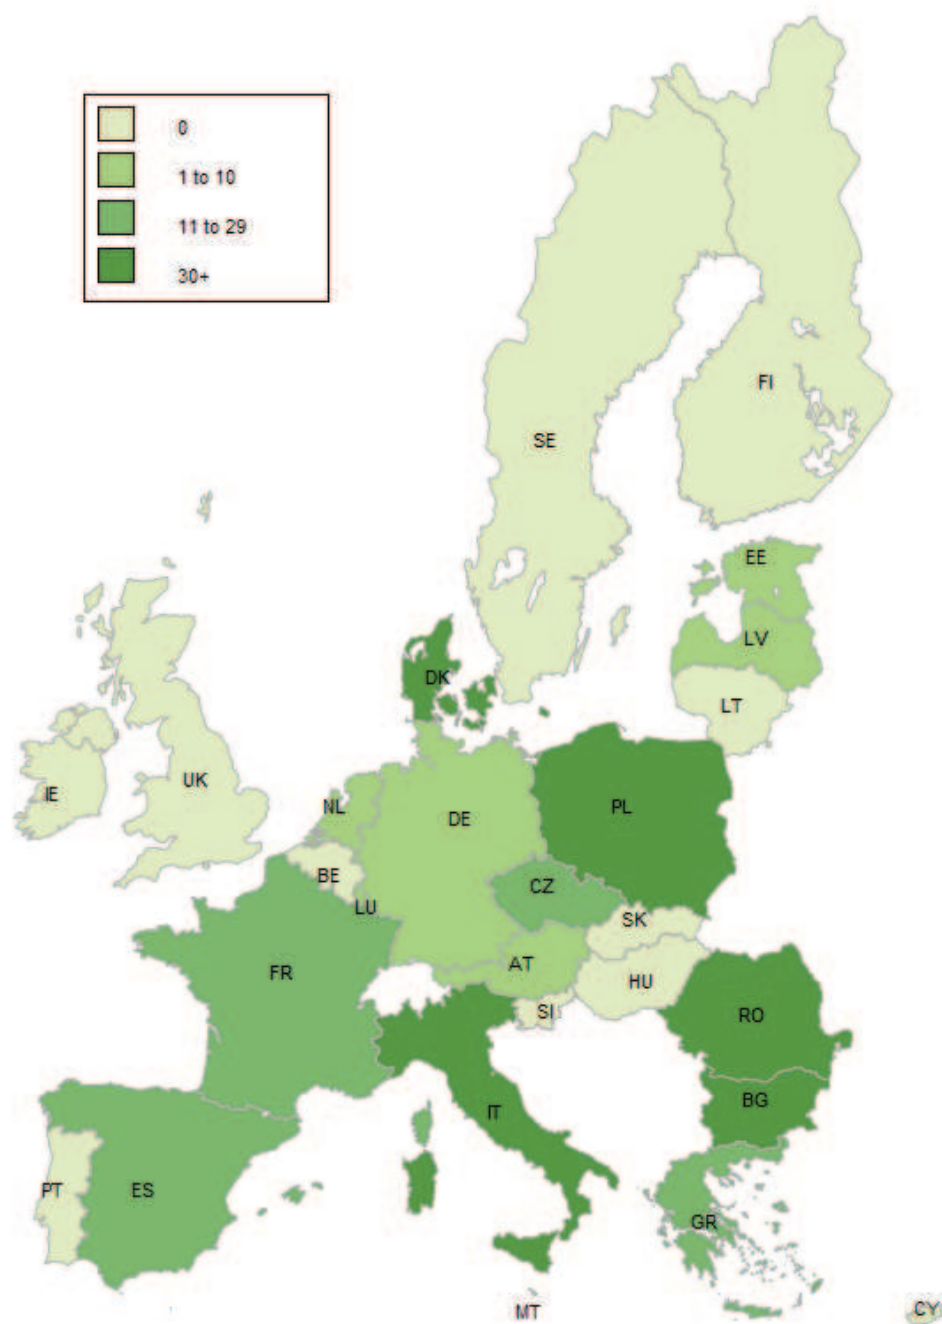 0
1 to 10
11 to 29
30+
FI
SE
EE
LV
DK
LT
IE
UK
NL
DE
PL
BE
CZ
LU
SK
FR
AT
HU
SI
RO
BG
IT
PT
ES
GR
MT
CY